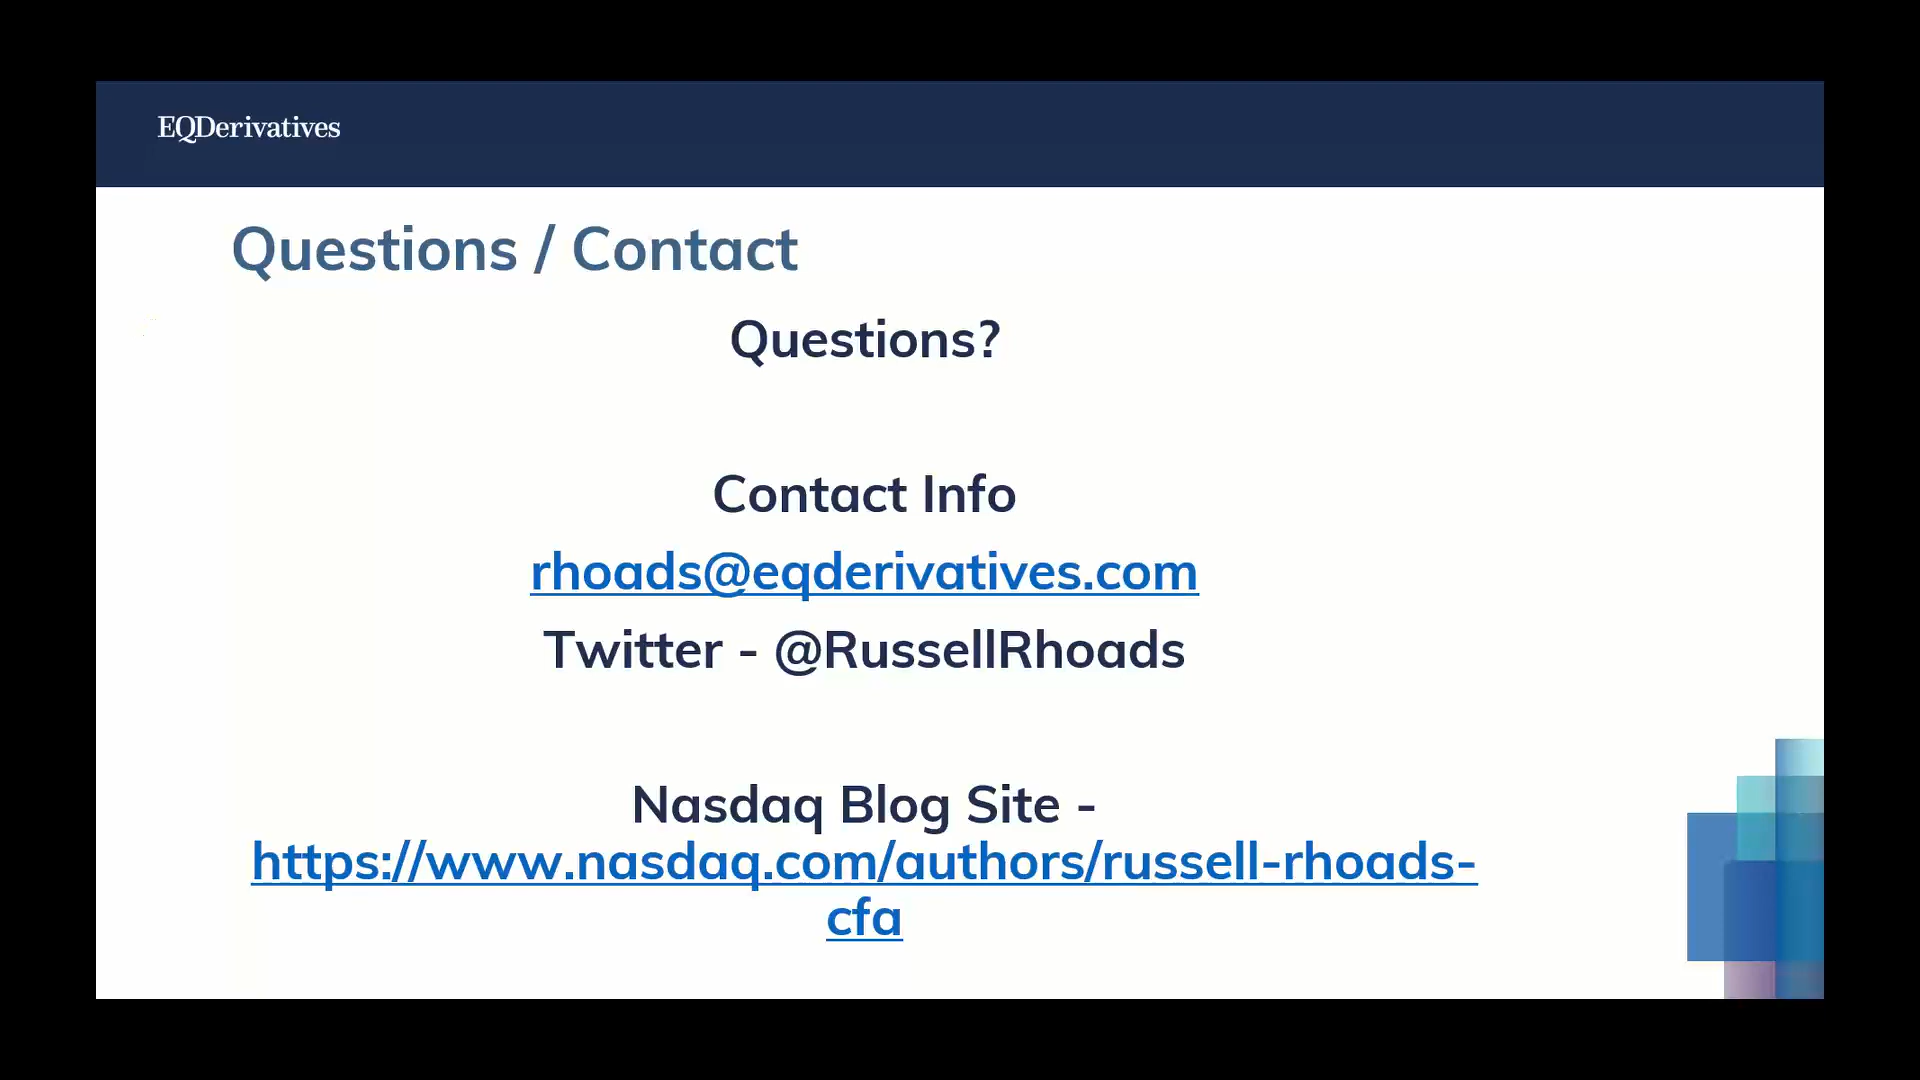 EQDerivatives
Questions / Contact
Questions?
Contact Info
rhoads@eqderivatives.com
Twitter - @RussellRhoads
Nasdaq Blog Site -
https://www.nasdaq.com/authors/russell-rhoads-
cfa